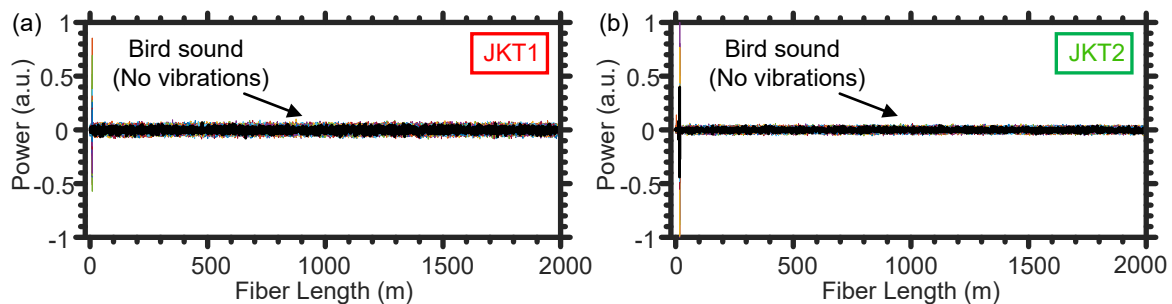 (a)
1
0.5
0
-0.5
-1
Power (a.u.)
Bird sound
(No vibrations)
JKT1
0 500 1000 1500 2000
Fiber Length (m)
(b)
1
0.5
0
-0.5
-1
Power (a.u.)
Bird sound
(No vibrations)
JKT2
0 500 1000 1500 2000
Fiber Length (m)